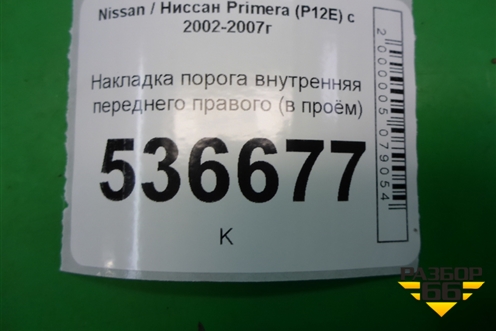 Nissan / Ниссан Primera (P12E) с
2002-2007г
Накладка порога внутренняя
переднего правого (в проём)
536677
К
2000005079054
РАЗБОР
66